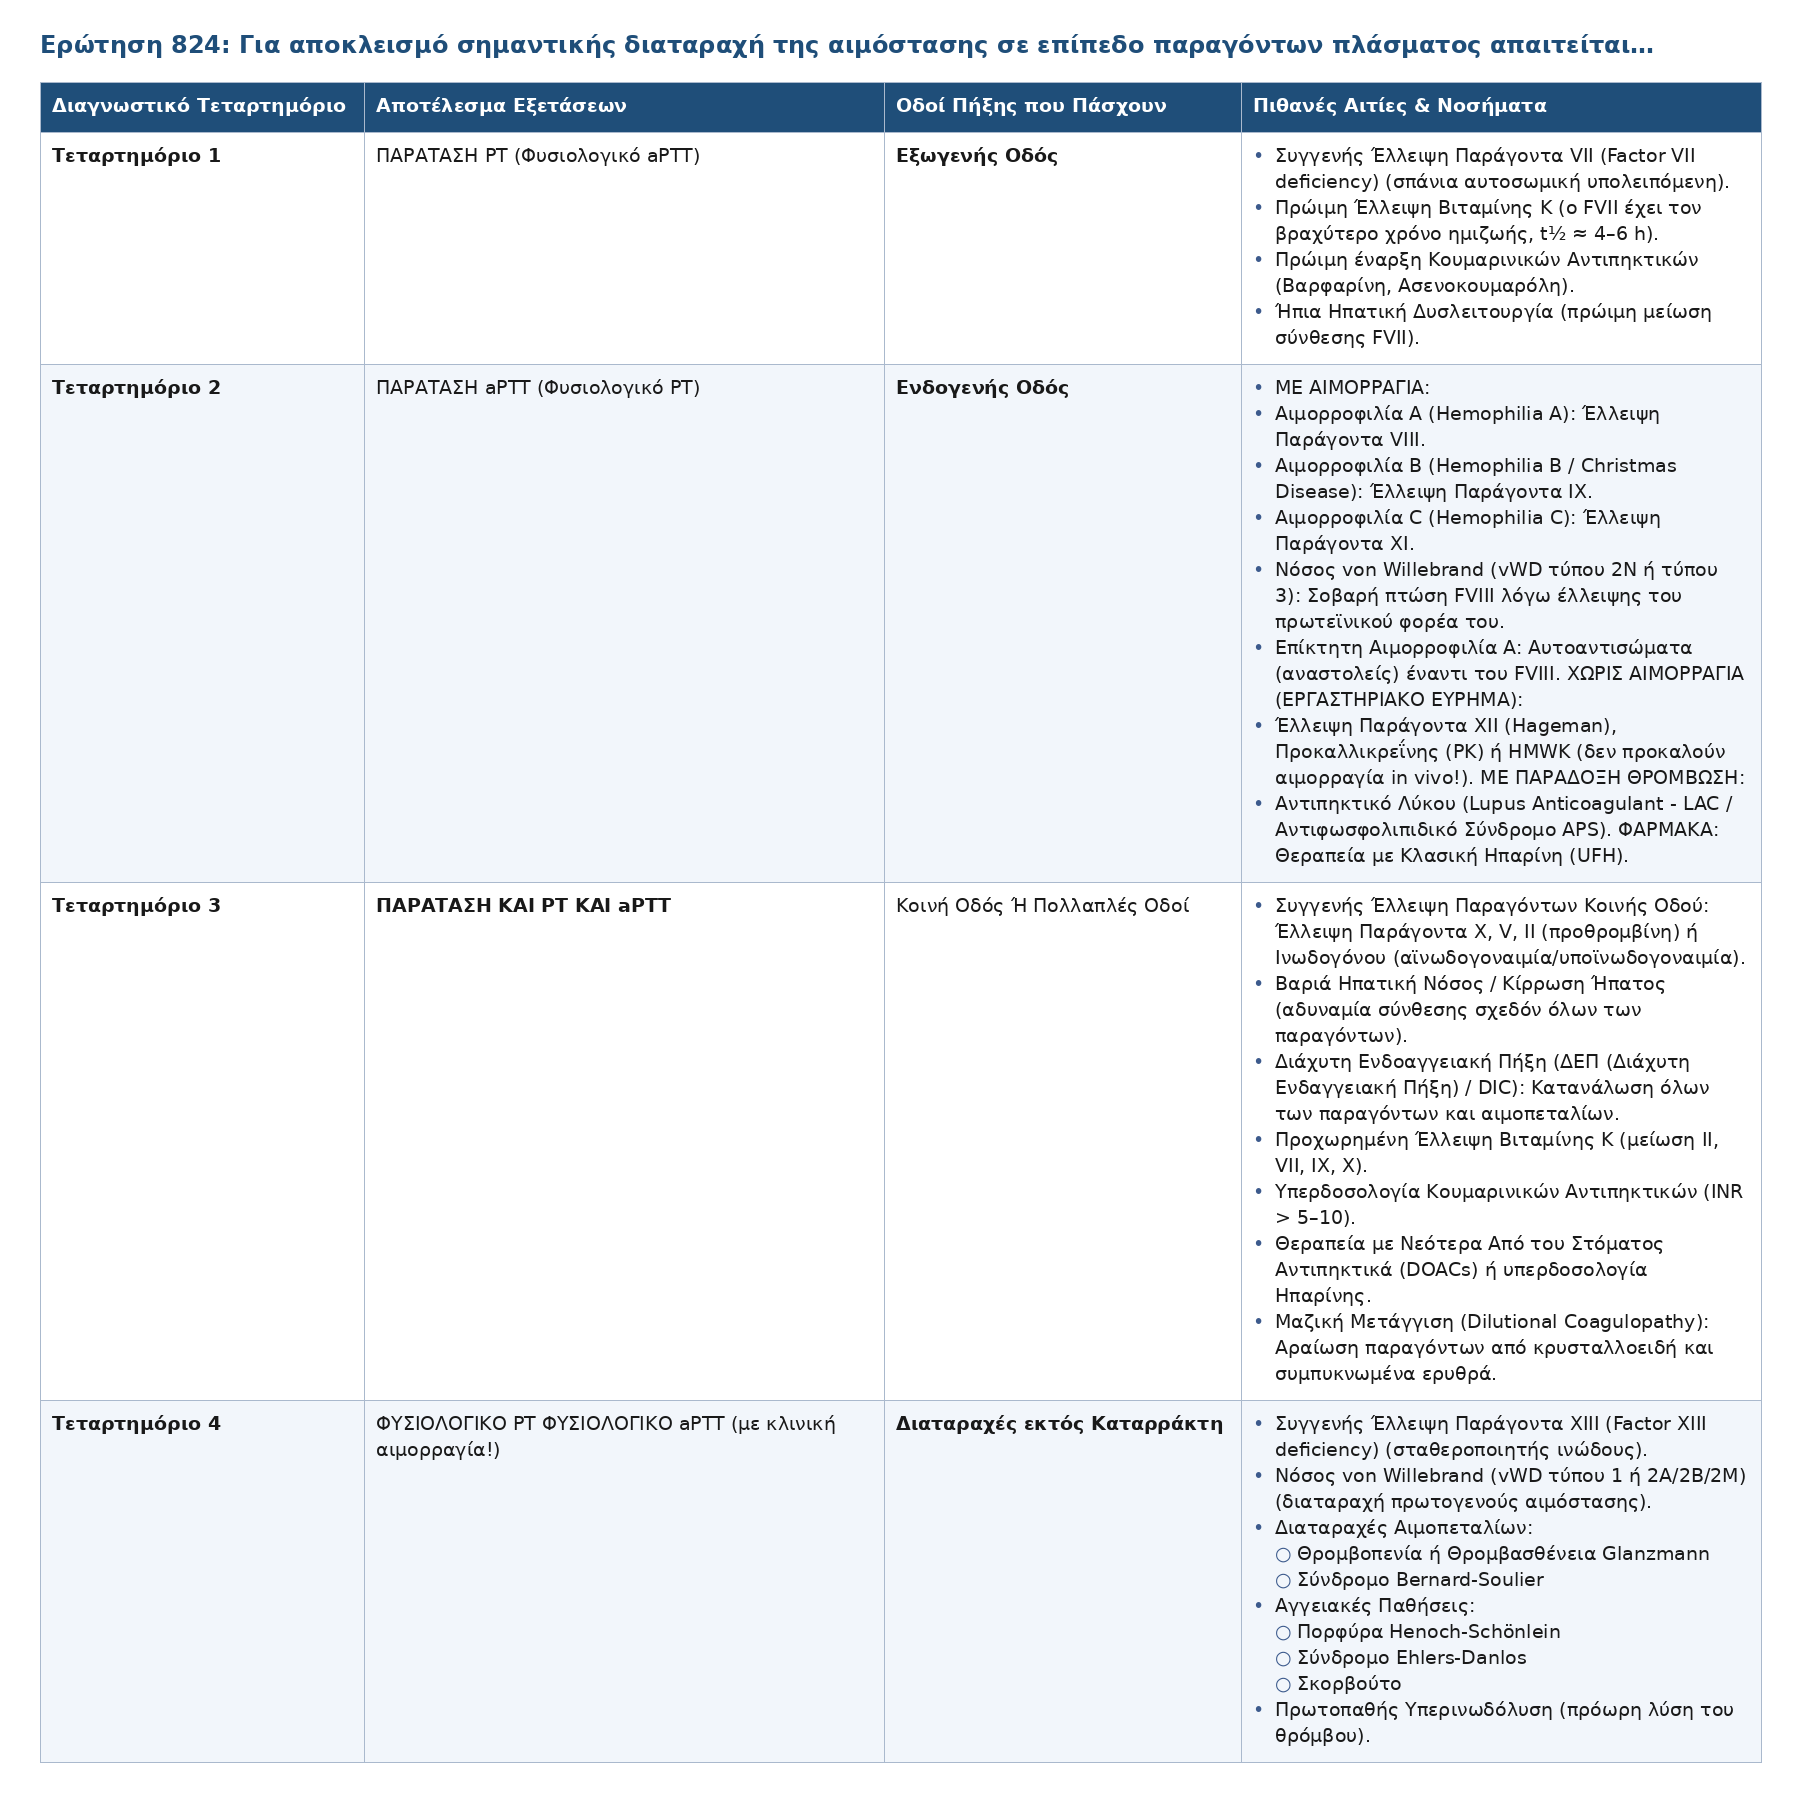 Ερώτηση 824: Για αποκλεισμό σημαντικής διαταραχή της αιμόστασης σε επίπεδο παραγόντων πλάσματος απαιτείται...
Διαγνωστικό Τεταρτημόριο
Αποτέλεσμα Εξετάσεων
Οδοί Πήξης που Πάσχουν
Πιθανές Αιτίες & Νοσήματα
Τεταρτημόριο 1
ΠΑΡΑΤΑΣΗ PT (Φυσιολογικό aPTT)
Εξωγενής Οδός
• Συγγενής Έλλειψη Παράγοντα VII (Factor VII
deficiency) (σπάνια αυτοσωμική υπολειπόμενη).
• Πρώιμη Έλλειψη Βιταμίνης Κ (ο FVII έχει τον
βραχύτερο χρόνο ημιζωής, t½ ≈ 4–6 h).
• Πρώιμη έναρξη Κουμαρινικών Αντιπηκτικών
(Βαρφαρίνη, Ασενοκουμαρόλη).
• Ήπια Ηπατική Δυσλειτουργία (πρώιμη μείωση
σύνθεσης FVII).
Τεταρτημόριο 2
ΠΑΡΑΤΑΣΗ aPTT (Φυσιολογικό PT)
Ενδογενής Οδός
• ΜΕ ΑΙΜΟΡΡΑΓΙΑ:
• Αιμορροφιλία Α (Hemophilia A): Έλλειψη
Παράγοντα VIII.
• Αιμορροφιλία Β (Hemophilia B / Christmas
Disease): Έλλειψη Παράγοντα IX.
• Αιμορροφιλία C (Hemophilia C): Έλλειψη
Παράγοντα XI.
• Νόσος von Willebrand (vWD τύπου 2N ή τύπου
3): Σοβαρή πτώση FVIII λόγω έλλειψης του
πρωτεϊνικού φορέα του.
• Επίκτητη Αιμορροφιλία Α: Αυτοαντισώματα
(αναστολείς) έναντι του FVIII. ΧΩΡΙΣ ΑΙΜΟΡΡΑΓΙΑ
(ΕΡΓΑΣΤΗΡΙΑΚΟ ΕΥΡΗΜΑ):
• Έλλειψη Παράγοντα XII (Hageman),
Προκαλλικρεΐνης (PK) ή HMWK (δεν προκαλούν
αιμορραγία in vivo!). ΜΕ ΠΑΡΑΔΟΞΗ ΘΡΟΜΒΩΣΗ:
• Αντιπηκτικό Λύκου (Lupus Anticoagulant - LAC /
Αντιφωσφολιπιδικό Σύνδρομο APS). ΦΑΡΜΑΚΑ:
Θεραπεία με Κλασική Ηπαρίνη (UFH).
Τεταρτημόριο 3
ΠΑΡΑΤΑΣΗ ΚΑΙ PT ΚΑΙ aPTT
Κοινή Οδός Ή Πολλαπλές Οδοί
• Συγγενής Έλλειψη Παραγόντων Κοινής Οδού:
Έλλειψη Παράγοντα X, V, II (προθρομβίνη) ή
Ινωδογόνου (αϊνωδογοναιμία/υποϊνωδογοναιμία).
• Βαριά Ηπατική Νόσος / Κίρρωση Ήπατος
(αδυναμία σύνθεσης σχεδόν όλων των
παραγόντων).
• Διάχυτη Ενδοαγγειακή Πήξη (ΔΕΠ (Διάχυτη
Ενδαγγειακή Πήξη) / DIC): Κατανάλωση όλων
των παραγόντων και αιμοπεταλίων.
• Προχωρημένη Έλλειψη Βιταμίνης Κ (μείωση II,
VII, IX, X).
• Υπερδοσολογία Κουμαρινικών Αντιπηκτικών (INR
> 5–10).
• Θεραπεία με Νεότερα Από του Στόματος
Αντιπηκτικά (DOACs) ή υπερδοσολογία
Ηπαρίνης.
• Μαζική Μετάγγιση (Dilutional Coagulopathy):
Αραίωση παραγόντων από κρυσταλλοειδή και
συμπυκνωμένα ερυθρά.
Τεταρτημόριο 4
ΦΥΣΙΟΛΟΓΙΚΟ PT ΦΥΣΙΟΛΟΓΙΚΟ aPTT (με κλινική
αιμορραγία!)
Διαταραχές εκτός Καταρράκτη
• Συγγενής Έλλειψη Παράγοντα XIII (Factor XIII
deficiency) (σταθεροποιητής ινώδους).
• Νόσος von Willebrand (vWD τύπου 1 ή 2A/2B/2M)
(διαταραχή πρωτογενούς αιμόστασης).
• Διαταραχές Αιμοπεταλίων:
○ Θρομβοπενία ή Θρομβασθένεια Glanzmann
○ Σύνδρομο Bernard-Soulier
• Αγγειακές Παθήσεις:
○ Πορφύρα Henoch-Schönlein
○ Σύνδρομο Ehlers-Danlos
○ Σκορβούτο
• Πρωτοπαθής Υπερινωδόλυση (πρόωρη λύση του
θρόμβου).